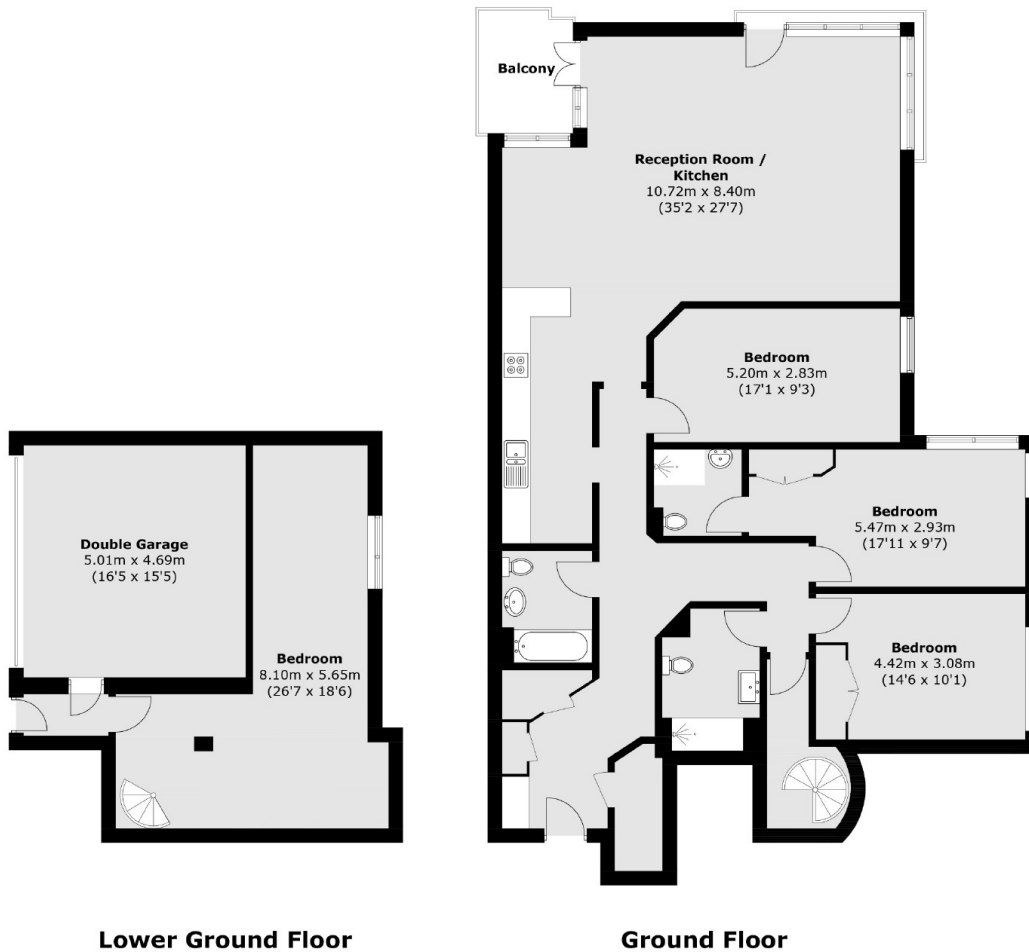 Balcony
Reception Room /
Kitchen
10.72m x 8.40m
(35'2 x 27'7)
Bedroom
5.20m x 2.83m
(17'1 x 9'3)
Bedroom
5.47m x 2.93m
(17'11 x 9'7)
Double Garage
5.01m x 4.69m
(16'5 x 15'5)
Bedroom
8.10m x 5.65m
(26'7 x 18'6)
Bedroom
4.42m x 3.08m
(14'6 x 10'1)
Lower Ground Floor
Ground Floor